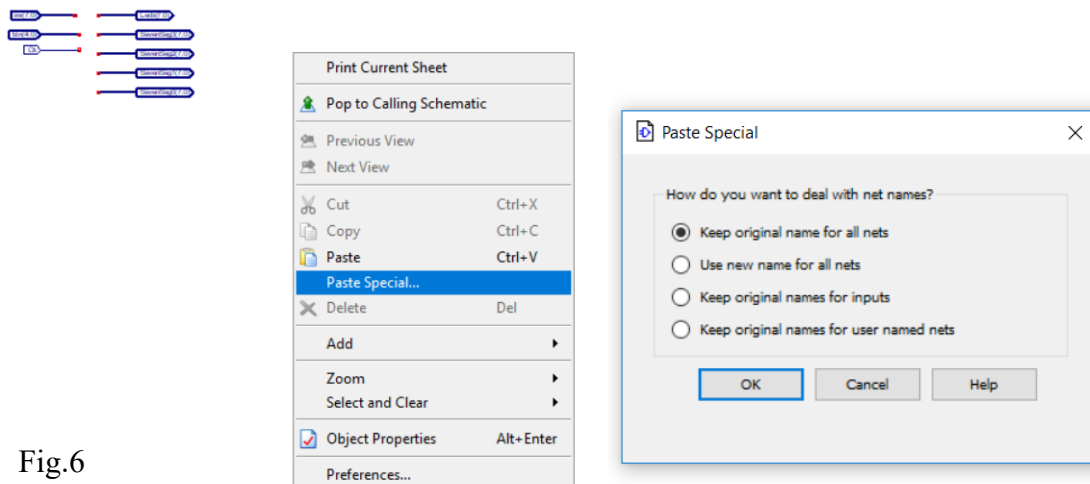 Print Current Sheet
Pop to Calling Schematic
Previous View
Next View
Cut Ctrl+X
Copy Ctrl+C
Paste Ctrl+V
Paste Special...
Delete Del
Add
Zoom
Select and Clear
Object Properties Alt+Enter
Preferences...
Paste Special
How do you want to deal with net names?
Keep original name for all nets
Use new name for all nets
Keep original names for inputs
Keep original names for user named nets
OK Cancel Help
Fig.6